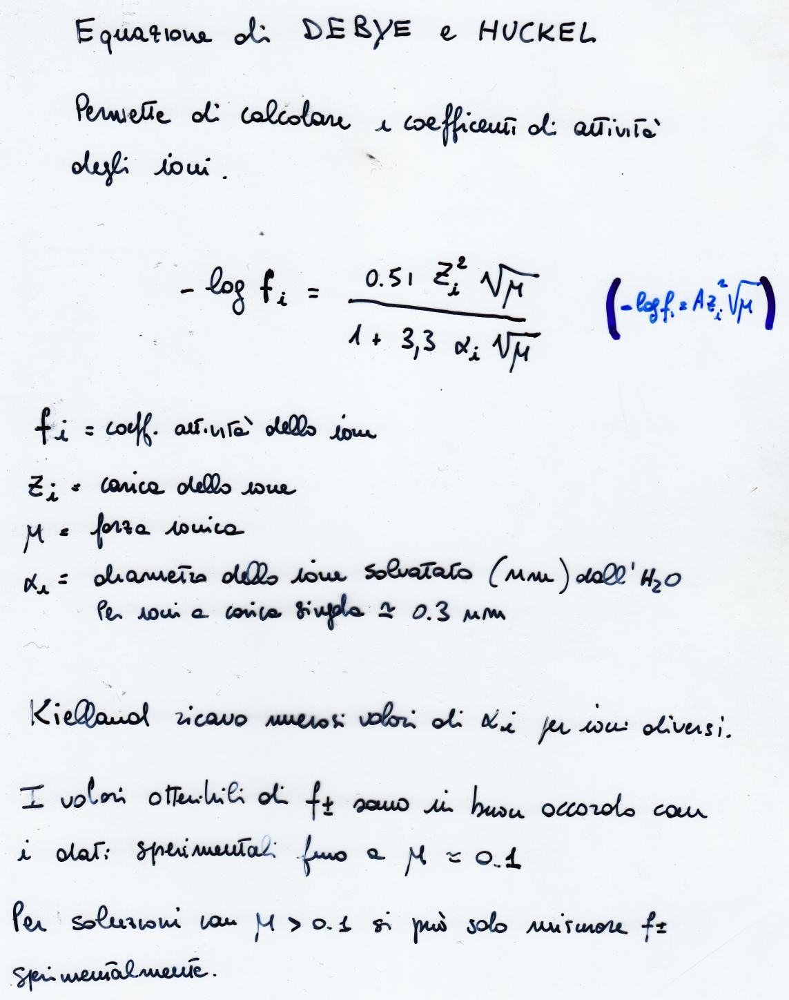 Equazione di DEBYE e HUCKEL
Permette di calcolare i coefficenti di attività
degli ioni.
- log fi = 0.51 Zi² √μ / 1 + 3,3 αi √μ
( - log fi = A zi² √μ )
fi = coeff. attività dello ione
Zi = carica dello ione
μ = forza ionica
αi = diametro dello ione solvatato (nm) dall'H2O
Per ioni a carica singola ≃ 0.3 nm
Kielland ricavo numerosi valori di αi per ioni diversi.
I valori ottenibili di f± sono in buon accordo con
i dati sperimentali fino a μ ≃ 0.1
Per soluzioni con μ > 0.1 si può solo misurare f±
sperimentalmente.